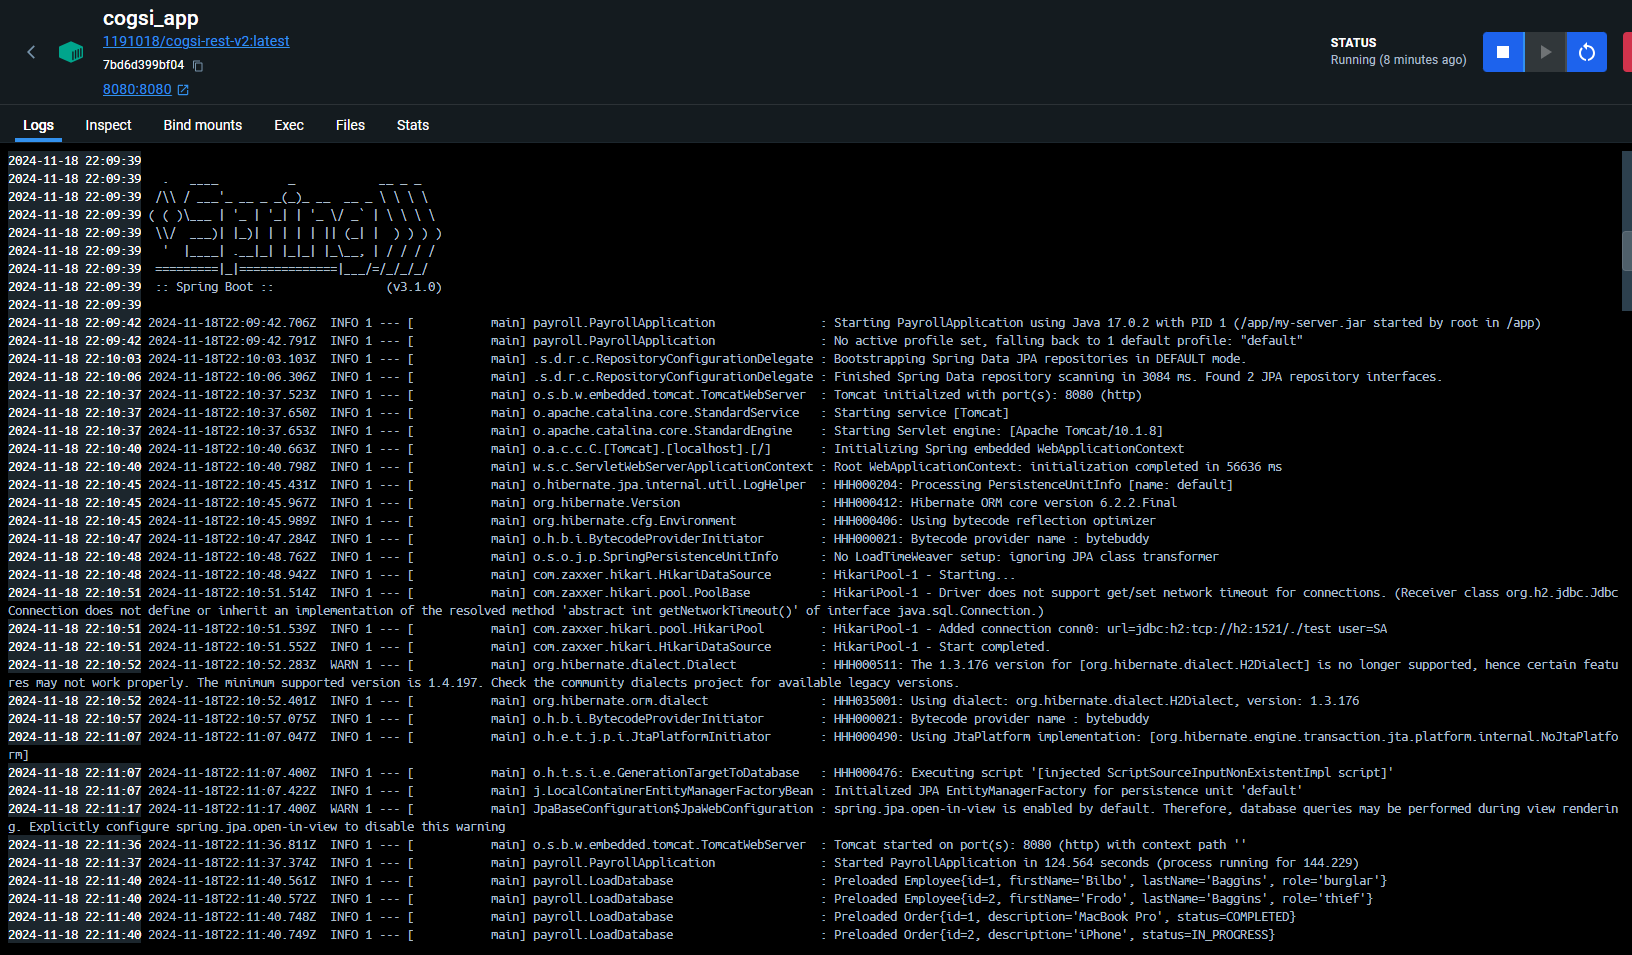 cogsi_app
1191018/cogsi-rest-v2:latest
7bd6d399bf04
8080:8080
STATUS
Running (8 minutes ago)
Logs Inspect Bind mounts Exec Files Stats
2024-11-18 22:09:39
2024-11-18 22:09:39   .   ____          _            __ _ _
2024-11-18 22:09:39  /\\ / ___'_ __ _ _(_)_ __  __ _ \ \ \ \
2024-11-18 22:09:39 ( ( )\___ | '_ | '_| | '_ \/ _` | \ \ \ \
2024-11-18 22:09:39  \\/  ___)| |_)| | | | | || (_| |  ) ) ) )
2024-11-18 22:09:39   '  |____| .__|_| |_|_| |_\__, | / / / /
2024-11-18 22:09:39  =========|_|==============|___/=/_/_/_/
2024-11-18 22:09:39  :: Spring Boot ::                (v3.1.0)
2024-11-18 22:09:39
2024-11-18 22:09:42 2024-11-18T22:09:42.706Z  INFO 1 --- [           main] payroll.PayrollApplication               : Starting PayrollApplication using Java 17.0.2 with PID 1 (/app/my-server.jar started by root in /app)
2024-11-18 22:09:42 2024-11-18T22:09:42.791Z  INFO 1 --- [           main] payroll.PayrollApplication               : No active profile set, falling back to 1 default profile: "default"
2024-11-18 22:10:03 2024-11-18T22:10:03.103Z  INFO 1 --- [           main] .s.d.r.c.RepositoryConfigurationDelegate : Bootstrapping Spring Data JPA repositories in DEFAULT mode.
2024-11-18 22:10:06 2024-11-18T22:10:06.306Z  INFO 1 --- [           main] .s.d.r.c.RepositoryConfigurationDelegate : Finished Spring Data repository scanning in 3084 ms. Found 2 JPA repository interfaces.
2024-11-18 22:10:37 2024-11-18T22:10:37.523Z  INFO 1 --- [           main] o.s.b.w.embedded.tomcat.TomcatWebServer  : Tomcat initialized with port(s): 8080 (http)
2024-11-18 22:10:37 2024-11-18T22:10:37.650Z  INFO 1 --- [           main] o.apache.catalina.core.StandardService   : Starting service [Tomcat]
2024-11-18 22:10:37 2024-11-18T22:10:37.653Z  INFO 1 --- [           main] o.apache.catalina.core.StandardEngine    : Starting Servlet engine: [Apache Tomcat/10.1.8]
2024-11-18 22:10:40 2024-11-18T22:10:40.663Z  INFO 1 --- [           main] o.a.c.c.C.[Tomcat].[localhost].[/]       : Initializing Spring embedded WebApplicationContext
2024-11-18 22:10:40 2024-11-18T22:10:40.798Z  INFO 1 --- [           main] w.s.c.ServletWebServerApplicationContext : Root WebApplicationContext: initialization completed in 56636 ms
2024-11-18 22:10:45 2024-11-18T22:10:45.431Z  INFO 1 --- [           main] o.hibernate.jpa.internal.util.LogHelper  : HHH000204: Processing PersistenceUnitInfo [name: default]
2024-11-18 22:10:45 2024-11-18T22:10:45.967Z  INFO 1 --- [           main] org.hibernate.Version                    : HHH000412: Hibernate ORM core version 6.2.2.Final
2024-11-18 22:10:45 2024-11-18T22:10:45.989Z  INFO 1 --- [           main] org.hibernate.cfg.Environment            : HHH000406: Using bytecode reflection optimizer
2024-11-18 22:10:47 2024-11-18T22:10:47.284Z  INFO 1 --- [           main] o.h.b.i.BytecodeProviderInitiator        : HHH000021: Bytecode provider name : bytebuddy
2024-11-18 22:10:48 2024-11-18T22:10:48.762Z  INFO 1 --- [           main] o.s.o.j.p.SpringPersistenceUnitInfo      : No LoadTimeWeaver setup: ignoring JPA class transformer
2024-11-18 22:10:48 2024-11-18T22:10:48.942Z  INFO 1 --- [           main] com.zaxxer.hikari.HikariDataSource       : HikariPool-1 - Starting...
2024-11-18 22:10:51 2024-11-18T22:10:51.514Z  INFO 1 --- [           main] com.zaxxer.hikari.pool.PoolBase          : HikariPool-1 - Driver does not support get/set network timeout for connections. (Receiver class org.h2.jdbc.Jdbc
Connection does not define or inherit an implementation of the resolved method 'abstract int getNetworkTimeout()' of interface java.sql.Connection.)
2024-11-18 22:10:51 2024-11-18T22:10:51.539Z  INFO 1 --- [           main] com.zaxxer.hikari.pool.HikariPool        : HikariPool-1 - Added connection conn0: url=jdbc:h2:tcp://h2:1521/./test user=SA
2024-11-18 22:10:51 2024-11-18T22:10:51.552Z  INFO 1 --- [           main] com.zaxxer.hikari.HikariDataSource       : HikariPool-1 - Start completed.
2024-11-18 22:10:52 2024-11-18T22:10:52.283Z  WARN 1 --- [           main] org.hibernate.dialect.Dialect            : HHH000511: The 1.3.176 version for [org.hibernate.dialect.H2Dialect] is no longer supported, hence certain featu
res may not work properly. The minimum supported version is 1.4.197. Check the community dialects project for available legacy versions.
2024-11-18 22:10:52 2024-11-18T22:10:52.401Z  INFO 1 --- [           main] org.hibernate.orm.dialect                : HHH035001: Using dialect: org.hibernate.dialect.H2Dialect, version: 1.3.176
2024-11-18 22:10:57 2024-11-18T22:10:57.075Z  INFO 1 --- [           main] o.h.b.i.BytecodeProviderInitiator        : HHH000021: Bytecode provider name : bytebuddy
2024-11-18 22:11:07 2024-11-18T22:11:07.047Z  INFO 1 --- [           main] o.h.e.t.j.p.i.JtaPlatformInitiator       : HHH000490: Using JtaPlatform implementation: [org.hibernate.engine.transaction.jta.platform.internal.NoJtaPlatfo
rm]
2024-11-18 22:11:07 2024-11-18T22:11:07.400Z  INFO 1 --- [           main] o.h.t.s.i.e.GenerationTargetToDatabase   : HHH000476: Executing script '[injected ScriptSourceInputNonExistentImpl script]'
2024-11-18 22:11:07 2024-11-18T22:11:07.422Z  INFO 1 --- [           main] j.LocalContainerEntityManagerFactoryBean : Initialized JPA EntityManagerFactory for persistence unit 'default'
2024-11-18 22:11:17 2024-11-18T22:11:17.400Z  WARN 1 --- [           main] JpaBaseConfiguration$JpaWebConfiguration : spring.jpa.open-in-view is enabled by default. Therefore, database queries may be performed during view renderin
g. Explicitly configure spring.jpa.open-in-view to disable this warning
2024-11-18 22:11:36 2024-11-18T22:11:36.811Z  INFO 1 --- [           main] o.s.b.w.embedded.tomcat.TomcatWebServer  : Tomcat started on port(s): 8080 (http) with context path ''
2024-11-18 22:11:37 2024-11-18T22:11:37.374Z  INFO 1 --- [           main] payroll.PayrollApplication               : Started PayrollApplication in 124.564 seconds (process running for 144.229)
2024-11-18 22:11:40 2024-11-18T22:11:40.561Z  INFO 1 --- [           main] payroll.LoadDatabase                     : Preloaded Employee{id=1, firstName='Bilbo', lastName='Baggins', role='burglar'}
2024-11-18 22:11:40 2024-11-18T22:11:40.572Z  INFO 1 --- [           main] payroll.LoadDatabase                     : Preloaded Employee{id=2, firstName='Frodo', lastName='Baggins', role='thief'}
2024-11-18 22:11:40 2024-11-18T22:11:40.748Z  INFO 1 --- [           main] payroll.LoadDatabase                     : Preloaded Order{id=1, description='MacBook Pro', status=COMPLETED}
2024-11-18 22:11:40 2024-11-18T22:11:40.749Z  INFO 1 --- [           main] payroll.LoadDatabase                     : Preloaded Order{id=2, description='iPhone', status=IN_PROGRESS}